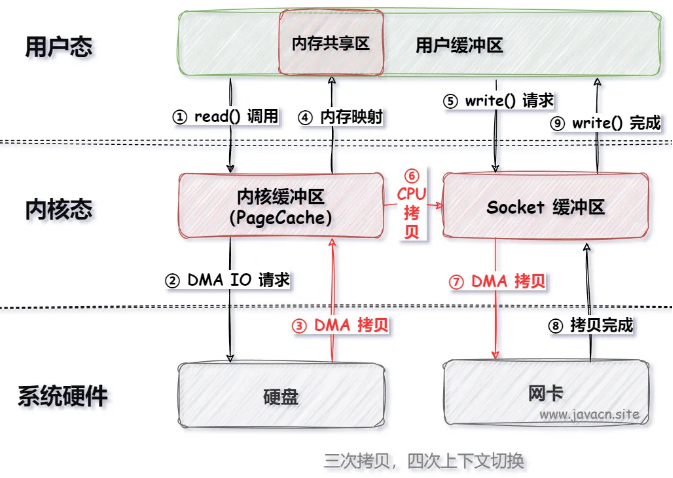 用户态
内存共享区
用户缓冲区
① read() 调用
④ 内存映射
⑤ write() 请求
⑨ write() 完成
内核态
内核缓冲区
(PageCache)
⑥
CPU
拷
贝
Socket 缓冲区
② DMA IO 请求
③ DMA 拷贝
⑦ DMA 拷贝
⑧ 拷贝完成
系统硬件
硬盘
网卡
www.javacn.site
三次拷贝，四次上下文切换